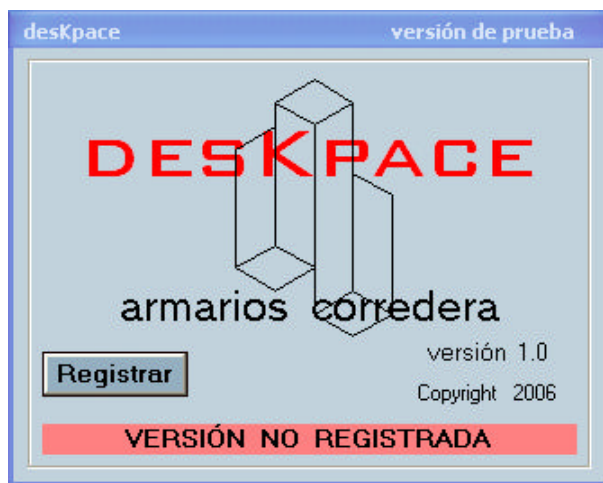 desKpace versión de prueba
DESKPACE
armarios corredera
versión 1.0
Registrar
Copyright 2006
VERSIÓN NO REGISTRADA